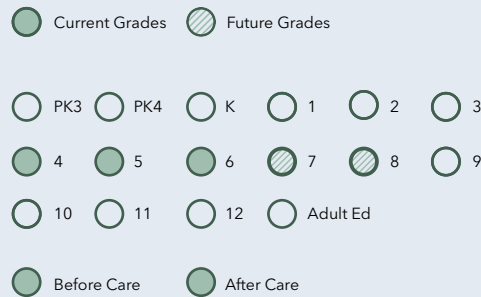 Current Grades Future Grades
PK3 PK4 K 1 2 3
4 5 6 7 8 9
10 11 12 Adult Ed
Before Care After Care